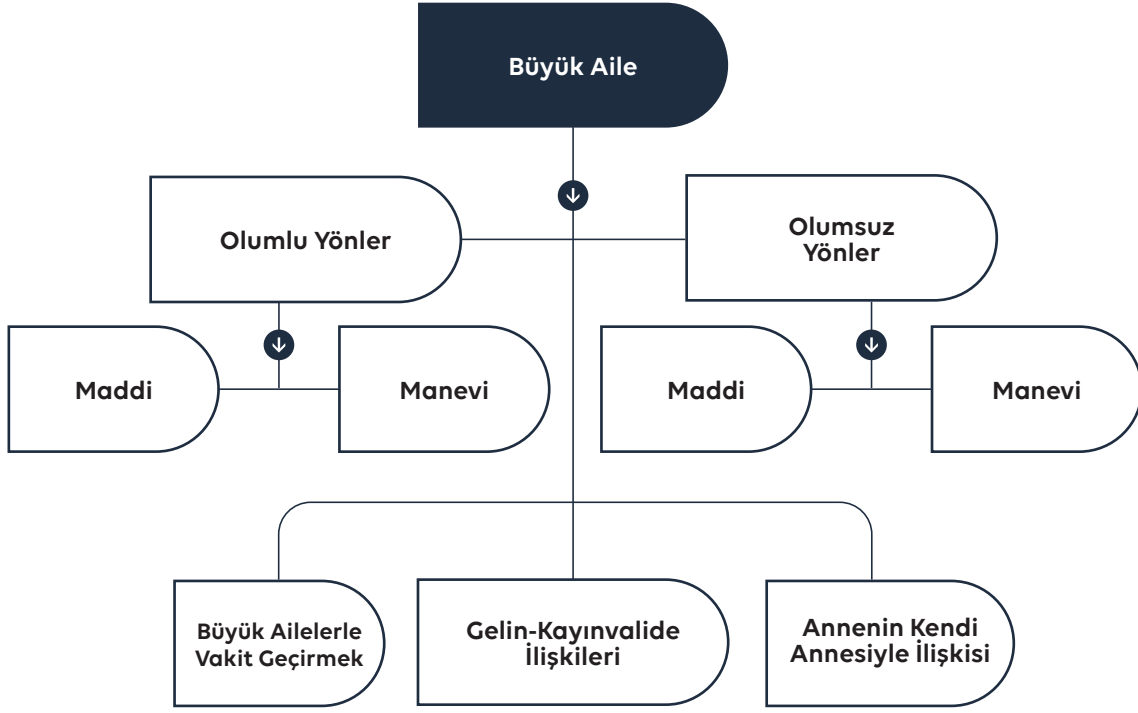 Büyük Aile
Olumlu Yönler
Olumsuz
Yönler
Maddi
Manevi
Maddi
Manevi
Büyük Ailelerle
Vakit Geçirmek
Gelin-Kayınvalide
İlişkileri
Annenin Kendi
Annesiyle İlişkisi